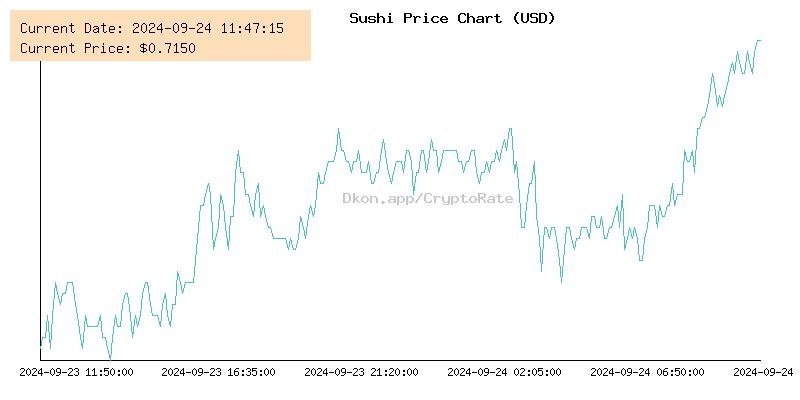 Sushi Price Chart (USD)
Current Date: 2024-09-24 11:47:15
Current Price: $0.7150
Dkon.app/CryptoRate
2024-09-23 11:50:00 2024-09-23 16:35:00 2024-09-23 21:20:00 2024-09-24 02:05:00 2024-09-24 06:50:00 2024-09-24